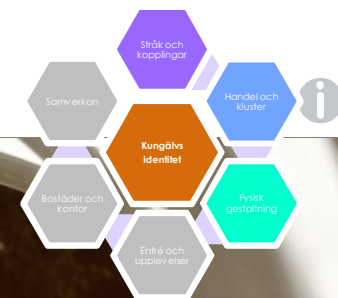 Stråk och
kopplingar
Samverkan
Handel och
kluster
Kungälvs
identitet
Bostäder och
kontor
Fysisk
gestaltning
Entré och
upplevelser